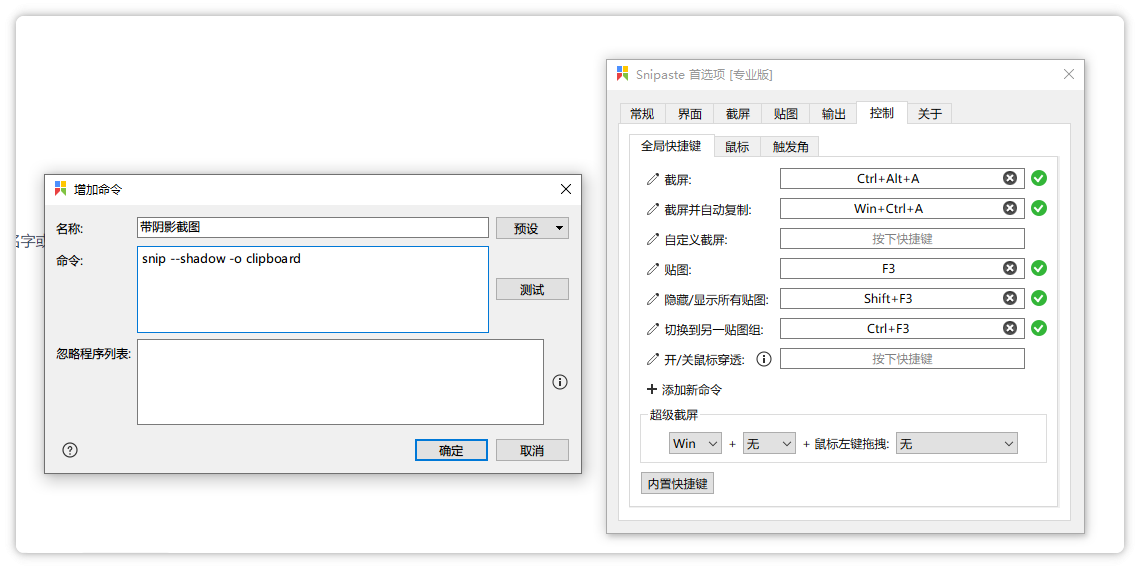 Snipaste 首选项 [专业版]
常规 界面 截屏 贴图 输出 控制 关于
全局快捷键 鼠标 触发角
截屏: Ctrl+Alt+A
截屏并自动复制: Win+Ctrl+A
自定义截屏: 按下快捷键
贴图: F3
隐藏/显示所有贴图: Shift+F3
切换到另一贴图组: Ctrl+F3
开/关鼠标穿透: 按下快捷键
添加新命令
超级截屏
Win + 无 + 鼠标左键拖拽: 无
内置快捷键
增加命令
名称: 带阴影截图 预设
命令: snip --shadow -o clipboard
测试
忽略程序列表:
确定 取消